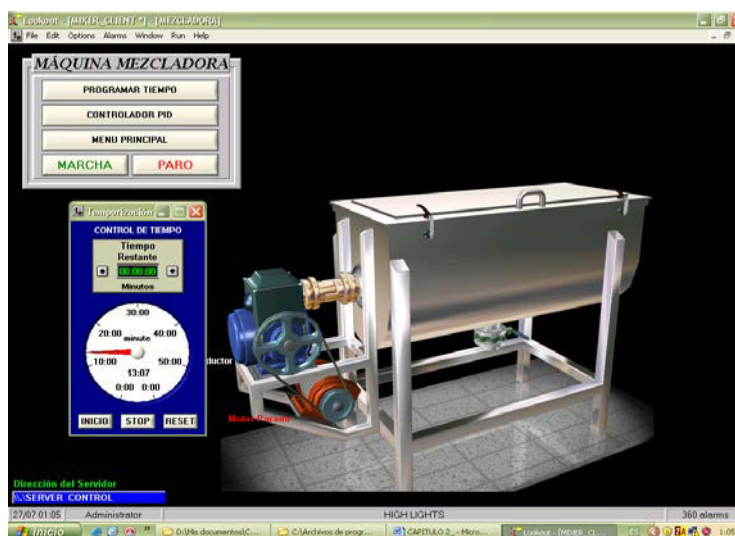 Lookout - [MIXER_CLIENT *] - [MEZCLADORA]
File Edit Options Alarms Window Run Help
MÁQUINA MEZCLADORA
PROGRAMAR TIEMPO
CONTROLADOR PID
MENU PRINCIPAL
MARCHA PARO
Temporización
CONTROL DE TIEMPO
Tiempo
Restante
00:00:00
Minutos
30:00
20:00 minute 40:00
10:00 50:00
13:07
0:00 0:00
INICIO STOP RESET
ductor
Motor Parado
Dirección del Servidor
\\.\SERVER CONTROL
27/07 01:05 Administrator HIGH LIGHTS 360 alarms
Inicio D:\Mis documentos\C... C:\Archivos de progr... CAPITULO 2_ - Micro... Lookout - [MIXER_CL... ES 1:05